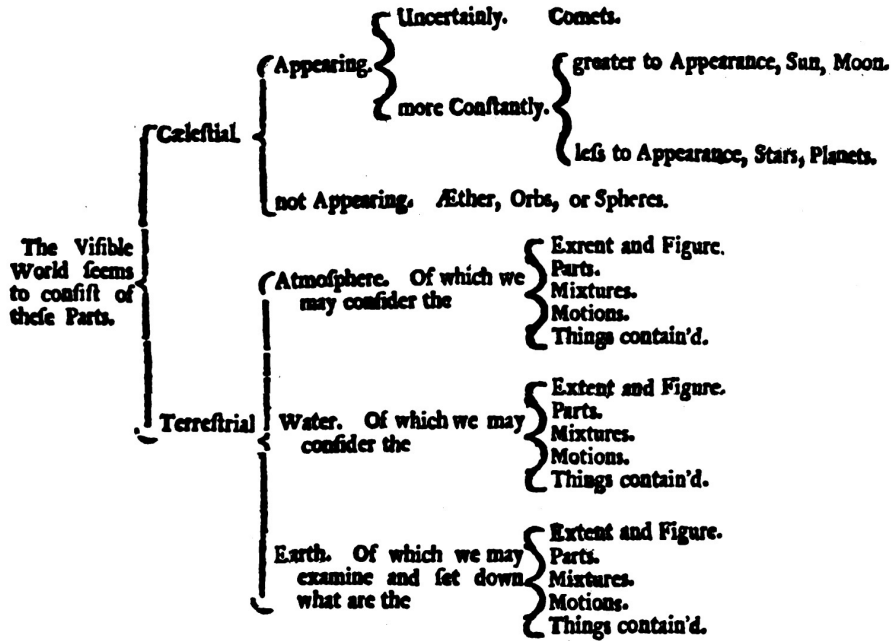 Uncertainly. Comets.
Appearing.
greater to Appearance, Sun, Moon.
more Conſtantly.
Cæleſtial.
leſs to Appearance, Stars, Planets.
not Appearing. Æther, Orbs, or Spheres.
The Viſible
World ſeems
to conſiſt of
theſe Parts.
Atmoſphere. Of which we
may conſider the
Exrent and Figure.
Parts.
Mixtures.
Motions.
Things contain'd.
Terreſtrial
Water. Of which we may
conſider the
Extent and Figure.
Parts.
Mixtures.
Motions.
Things contain'd.
Earth. Of which we may
examine and ſet down
what are the
Extent and Figure.
Parts.
Mixtures.
Motions.
Things contain'd.